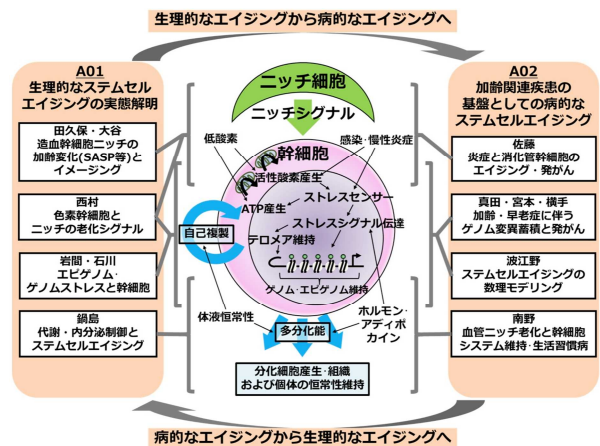 生理的なエイジングから病的なエイジングへ
A01
生理的なステムセル
エイジングの実態解明
田久保・大谷
造血幹細胞ニッチの
加齢変化(SASP等)と
イメージング
西村
色素幹細胞と
ニッチの老化シグナル
岩間・石川
エピゲノム・
ゲノムストレスと幹細胞
鍋島
代謝・内分泌制御と
ステムセルエイジング
ニッチ細胞
ニッチシグナル
低酸素
感染・慢性炎症
幹細胞
活性酸素産生
ストレスセンサー
ATP産生
ストレスシグナル伝達
自己複製
テロメア維持
ゲノム・エピゲノム維持
体液恒常性
多分化能
ホルモン・
アディポ
カイン
分化細胞産生・組織
および個体の恒常性維持
A02
加齢関連疾患の
基盤としての病的な
ステムセルエイジング
佐藤
炎症と消化管幹細胞の
エイジング・発がん
真田・宮本・横手
加齢・早老症に伴う
ゲノム変異蓄積と発がん
波江野
ステムセルエイジングの
数理モデリング
南野
血管ニッチ老化と幹細胞
システム維持・生活習慣病
病的なエイジングから生理的なエイジングへ